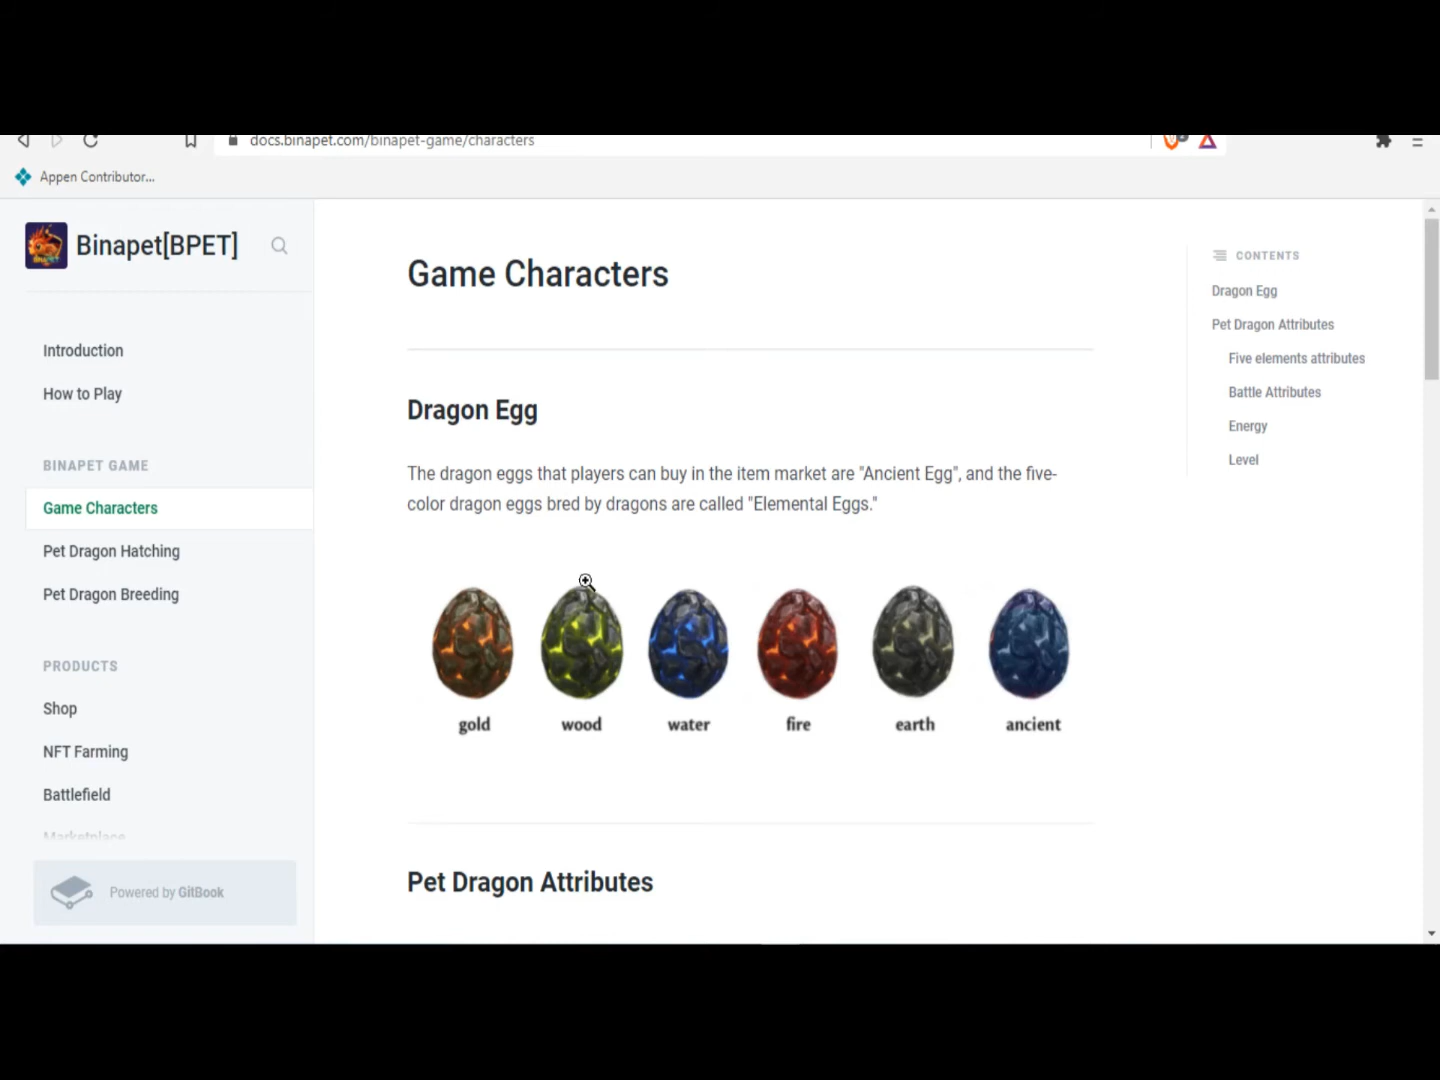 docs.binapet.com/binapet-game/characters
Appen Contributor...
Binapet[BPET]
Introduction
How to Play
BINAPET GAME
Game Characters
Pet Dragon Hatching
Pet Dragon Breeding
PRODUCTS
Shop
NFT Farming
Battlefield
Marketplace
Powered by GitBook
Game Characters
Dragon Egg
The dragon eggs that players can buy in the item market are "Ancient Egg", and the five-
color dragon eggs bred by dragons are called "Elemental Eggs."
gold wood water fire earth ancient
Pet Dragon Attributes
CONTENTS
Dragon Egg
Pet Dragon Attributes
Five elements attributes
Battle Attributes
Energy
Level